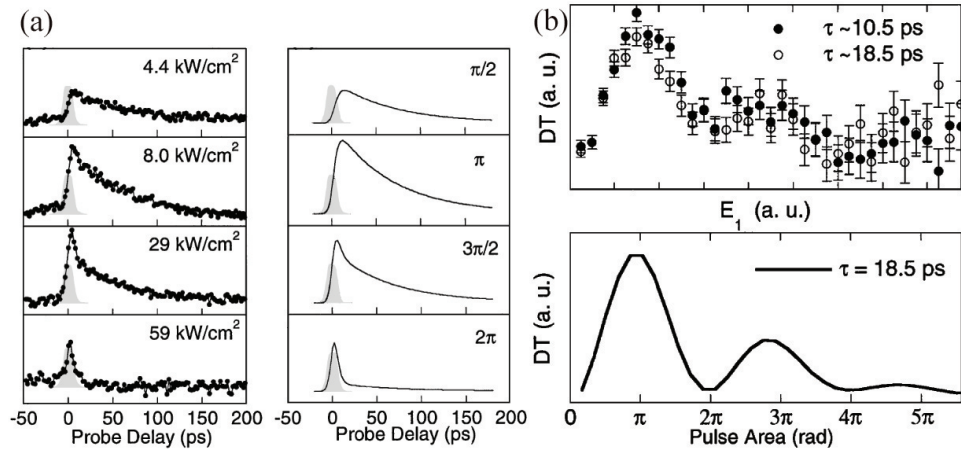 (a)
4.4 kW/cm²
8.0 kW/cm²
29 kW/cm²
59 kW/cm²
-50 0 50 100 150 200
Probe Delay (ps)
π/2
π
3π/2
2π
-50 0 50 100 150 200
Probe Delay (ps)
(b)
DT (a. u.)
τ ~10.5 ps
τ ~18.5 ps
E₁ (a. u.)
DT (a. u.)
τ = 18.5 ps
0 π 2π 3π 4π 5π
Pulse Area (rad)